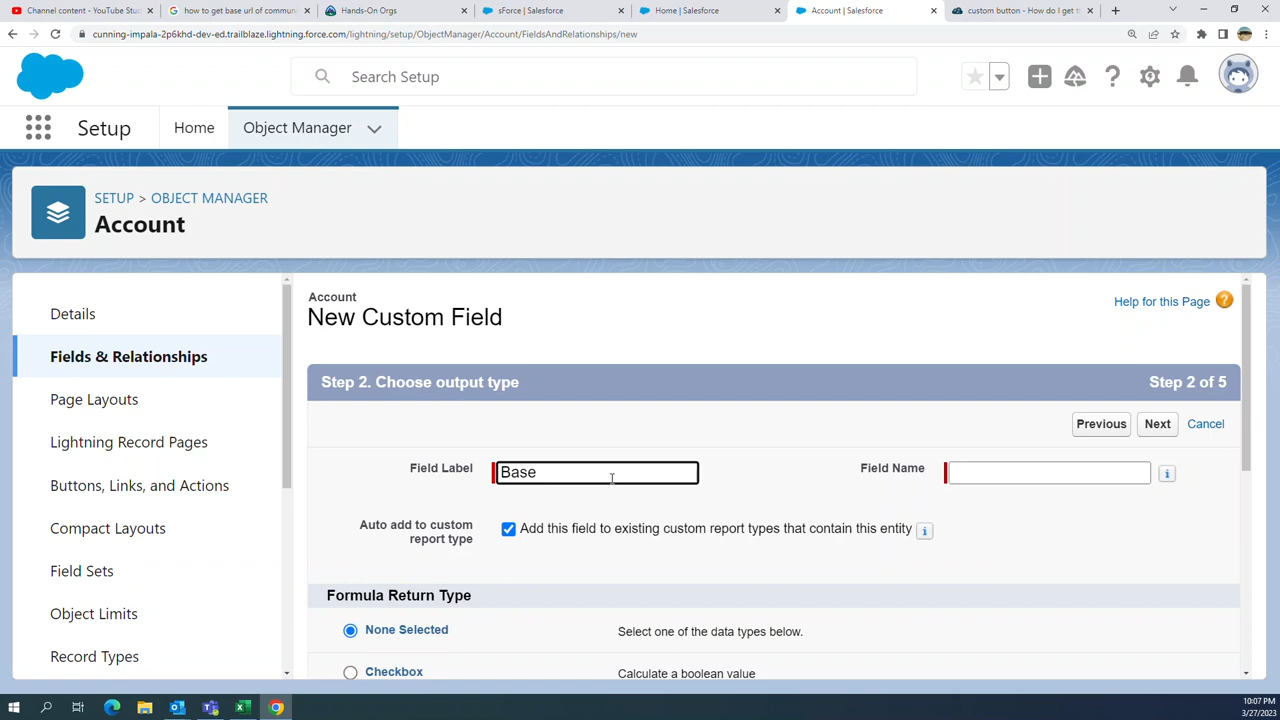 Channel content - YouTube Stu
how to get base url of commun
Hands-On Orgs
sForce | Salesforce
Home | Salesforce
Account | Salesforce
custom button - How do I get t
cunning-impala-2p6khd-dev-ed.trailblaze.lightning.force.com/lightning/setup/ObjectManager/Account/FieldsAndRelationships/new
Search Setup
Setup
Home
Object Manager
SETUP > OBJECT MANAGER
Account
Details
Fields & Relationships
Page Layouts
Lightning Record Pages
Buttons, Links, and Actions
Compact Layouts
Field Sets
Object Limits
Record Types
Account
New Custom Field
Help for this Page
Step 2. Choose output type
Step 2 of 5
Previous
Next
Cancel
Field Label
Base
Field Name
Auto add to custom
report type
Add this field to existing custom report types that contain this entity
Formula Return Type
None Selected
Select one of the data types below.
Checkbox
Calculate a boolean value
10:07 PM
3/27/2023